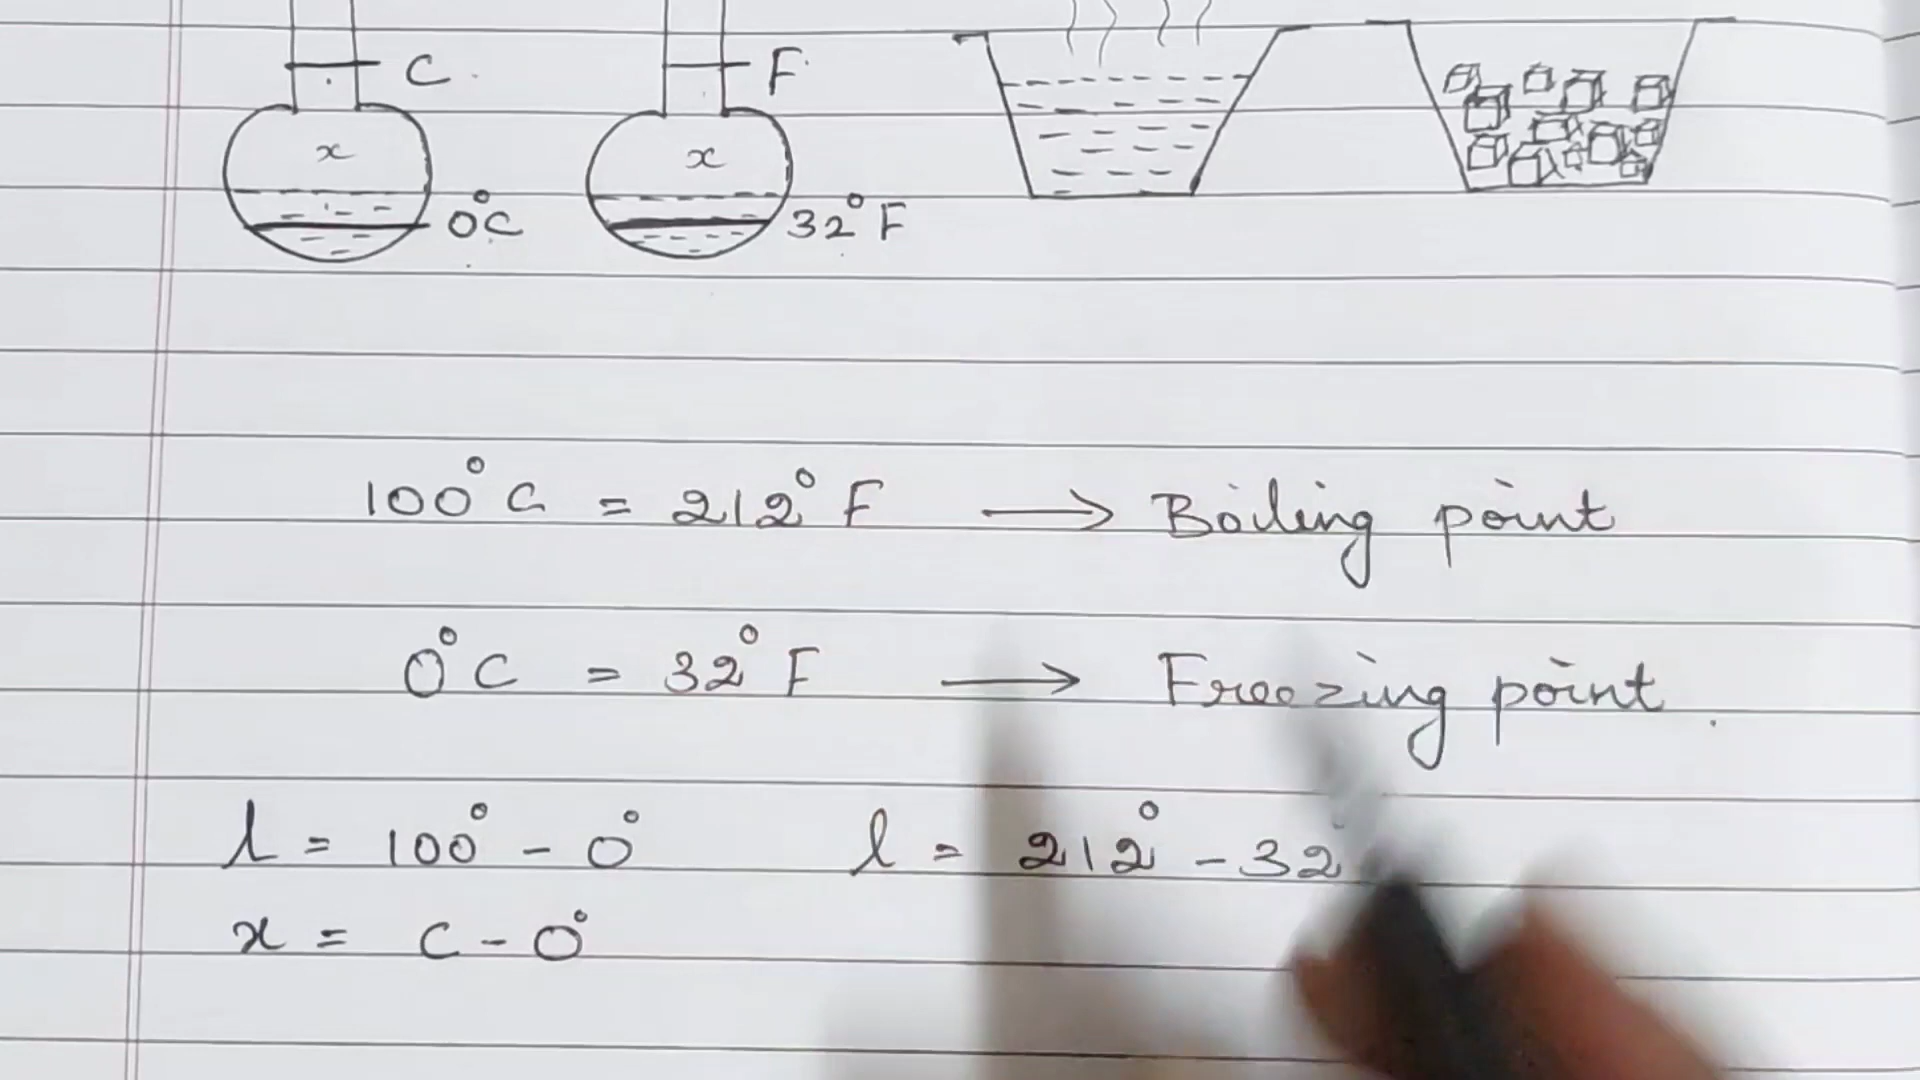 C F
x x
0°C 32°F
100°C = 212°F → Boiling point
0°C = 32°F → Freezing point.
l = 100° - 0° l = 212° - 32
x = C - 0°